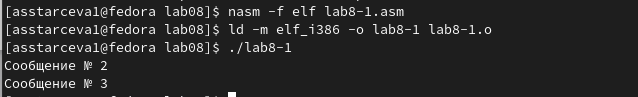 [asstarceva1@fedora lab08]$ nasm -f elf lab8-1.asm
[asstarceva1@fedora lab08]$ ld -m elf_i386 -o lab8-1 lab8-1.o
[asstarceva1@fedora lab08]$ ./lab8-1
Сообщение № 2
Сообщение № 3